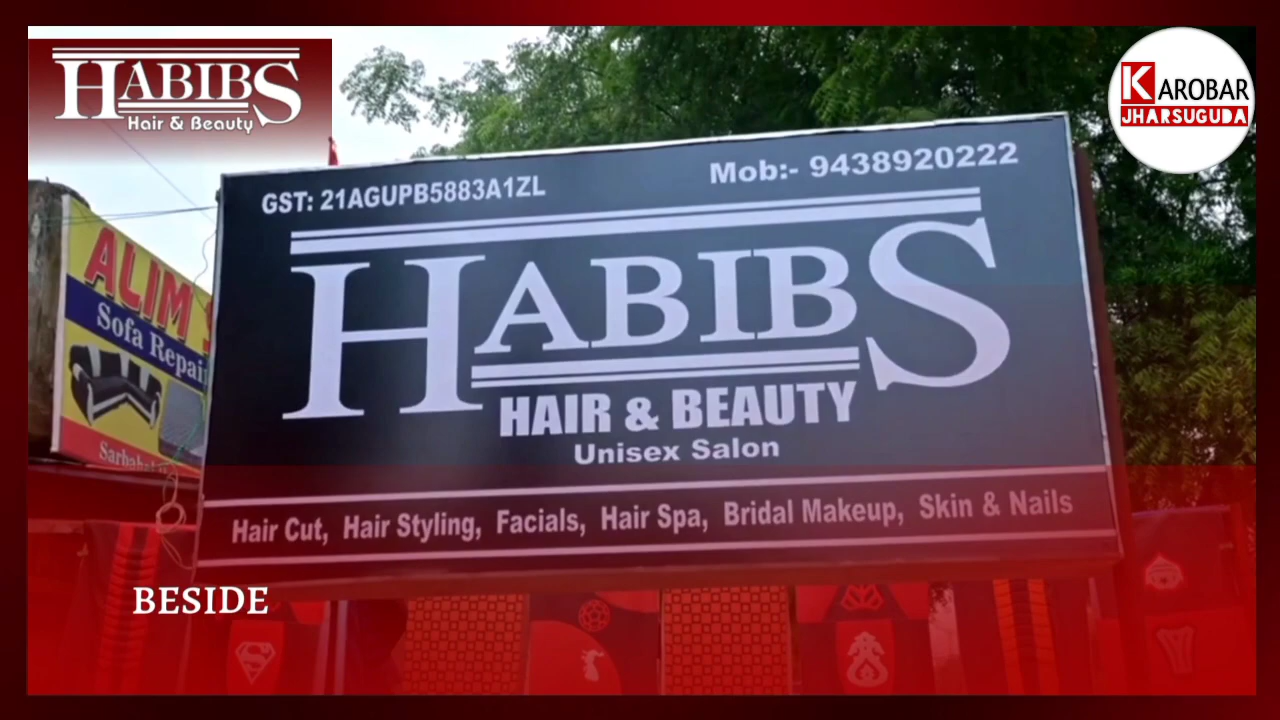 HABIBS
Hair & Beauty
KAROBAR
JHARSUGUDA
GST: 21AGUPB5883A1ZL
Mob:- 9438920222
HABIBS
HAIR & BEAUTY
Unisex Salon
Hair Cut, Hair Styling, Facials, Hair Spa, Bridal Makeup, Skin & Nails
ALIM
Sofa Repair
BESIDE